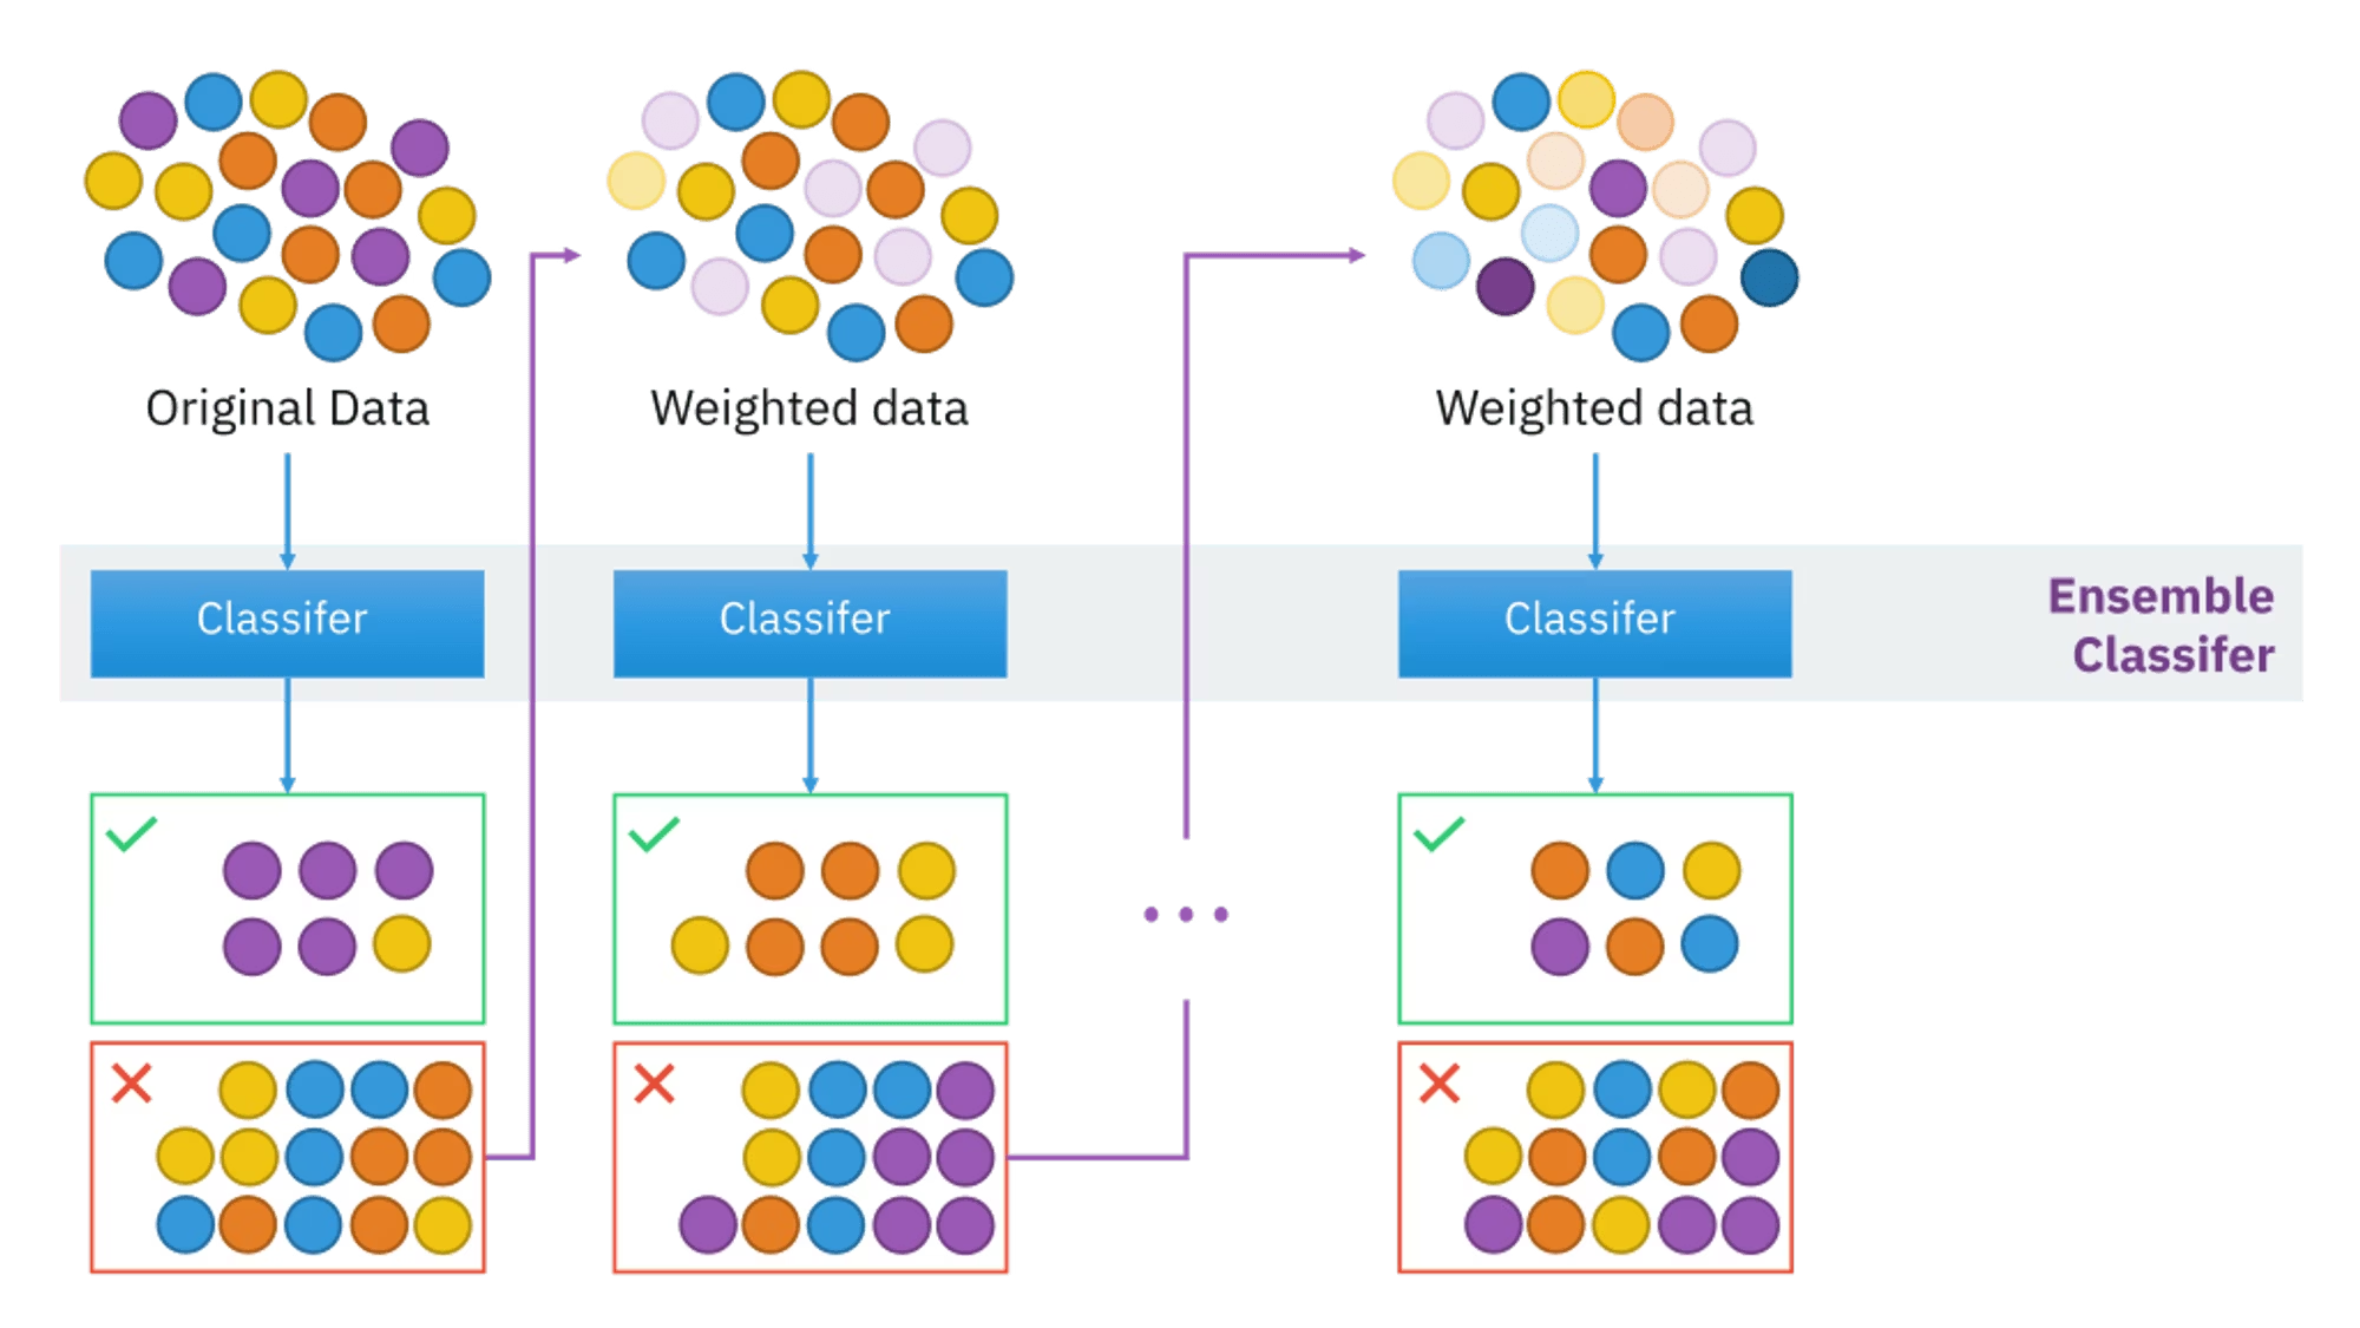 Original Data
Weighted data
Weighted data
Classifer
Classifer
Classifer
Ensemble
Classifer